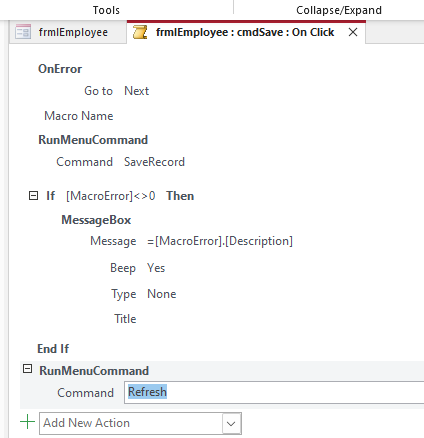 Tools Collapse/Expand
frmlEmployee frmlEmployee : cmdSave : On Click
OnError
Go to Next
Macro Name
RunMenuCommand
Command SaveRecord
If [MacroError]<>0 Then
MessageBox
Message =[MacroError].[Description]
Beep Yes
Type None
Title
End If
RunMenuCommand
Command Refresh
Add New Action